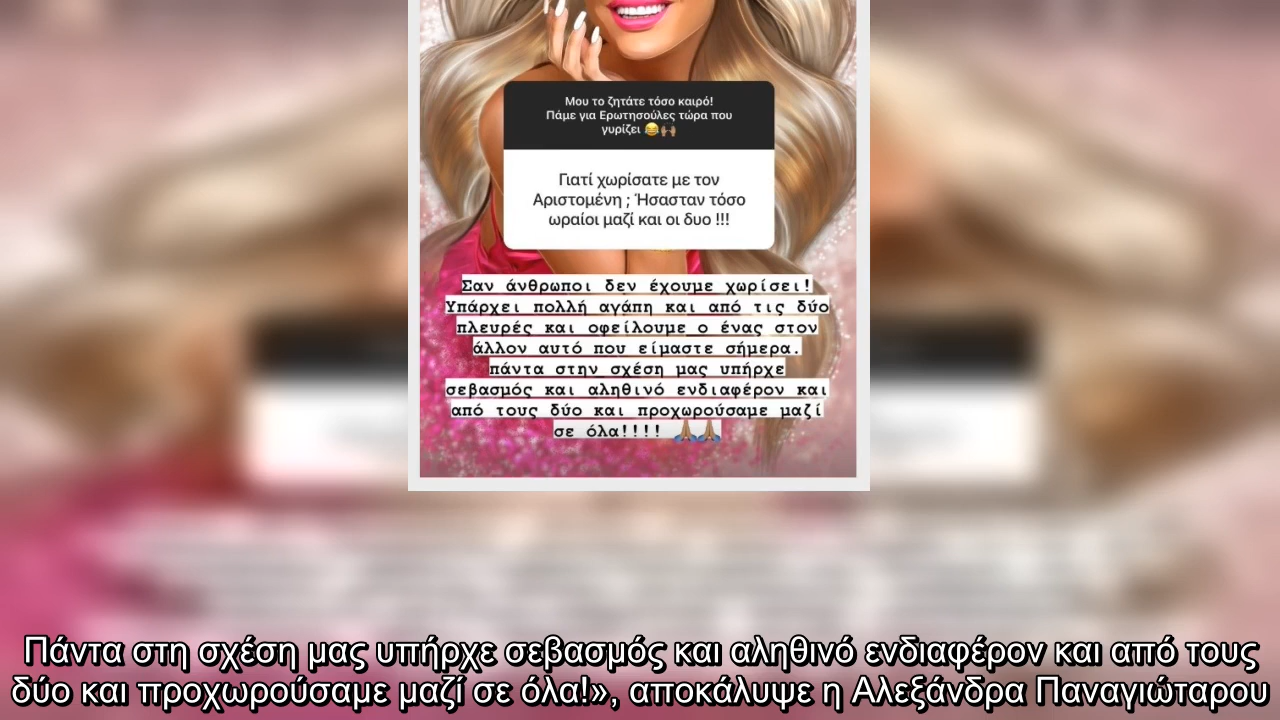 Μου το ζητάτε τόσο καιρό!
Πάμε για Ερωτησούλες τώρα που
γυρίζει 😂🙌🏽
Γιατί χωρίσατε με τον
Αριστομένη ; Ήσασταν τόσο
ωραίοι μαζί και οι δυο !!!
Σαν άνθρωποι δεν έχουμε χωρίσει!
Υπάρχει πολλή αγάπη και από τις δύο
πλευρές και οφείλουμε ο ένας στον
άλλον αυτό που είμαστε σήμερα.
πάντα στην σχέση μας υπήρχε
σεβασμός και αληθινό ενδιαφέρον και
από τους δύο και προχωρούσαμε μαζί
σε όλα!!!! 🙏🏽🙏🏽
Πάντα στη σχέση μας υπήρχε σεβασμός και αληθινό ενδιαφέρον και από τους
δύο και προχωρούσαμε μαζί σε όλα!», αποκάλυψε η Αλεξάνδρα Παναγιώταρου